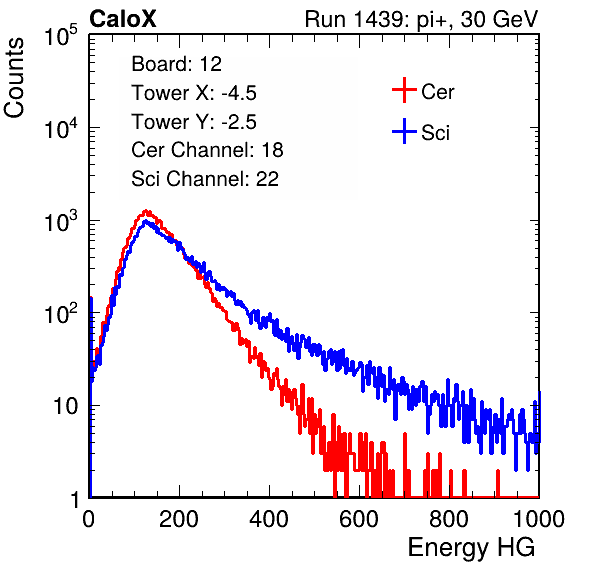 CaloX Run 1439: pi+, 30 GeV
Counts
Board: 12
Tower X: -4.5
Tower Y: -2.5
Cer Channel: 18
Sci Channel: 22
Cer
Sci
10^5
10^4
10^3
10^2
10
1
0 200 400 600 800 1000
Energy HG